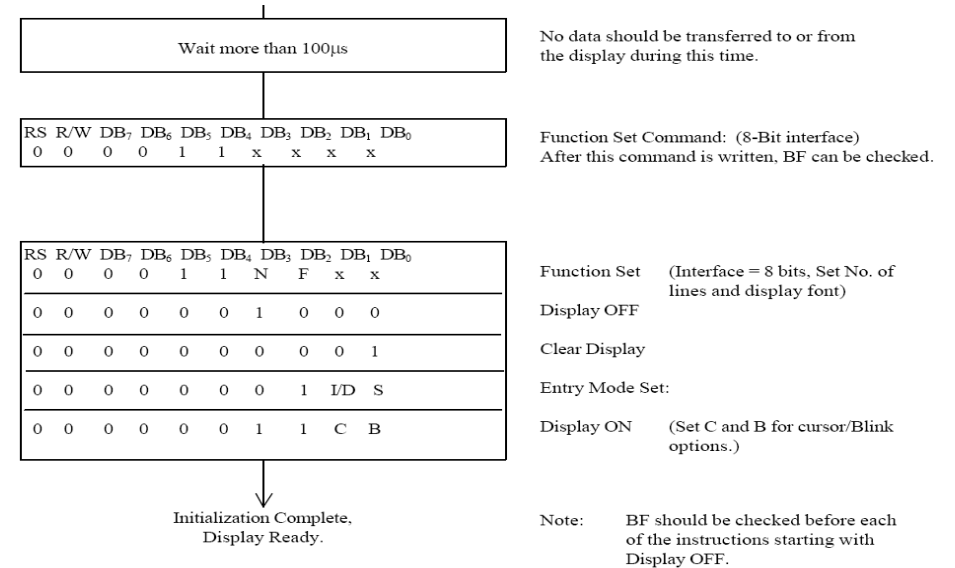 Wait more than 100μs
No data should be transferred to or from
the display during this time.
RS R/W DB₇ DB₆ DB₅ DB₄ DB₃ DB₂ DB₁ DB₀
0 0 0 0 1 1 x x x x
Function Set Command: (8-Bit interface)
After this command is written, BF can be checked.
RS R/W DB₇ DB₆ DB₅ DB₄ DB₃ DB₂ DB₁ DB₀
0 0 0 0 1 1 N F x x
Function Set (Interface = 8 bits, Set No. of
lines and display font)
0 0 0 0 0 0 1 0 0 0
Display OFF
0 0 0 0 0 0 0 0 0 1
Clear Display
0 0 0 0 0 0 0 1 I/D S
Entry Mode Set:
0 0 0 0 0 0 1 1 C B
Display ON (Set C and B for cursor/Blink
options.)
Initialization Complete,
Display Ready.
Note: BF should be checked before each
of the instructions starting with
Display OFF.